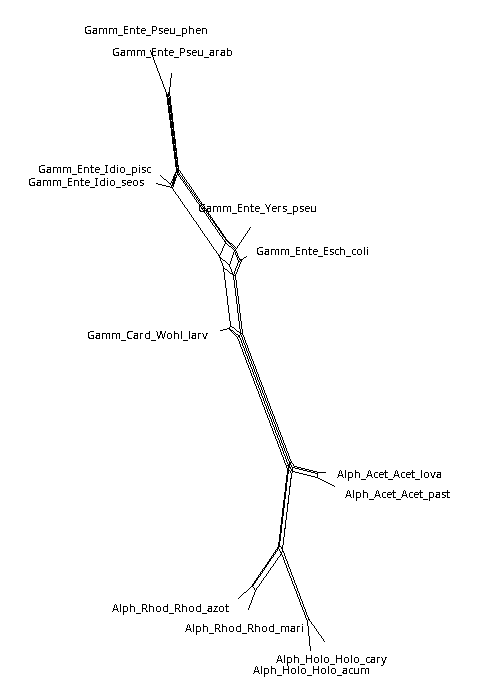 Gamm_Ente_Pseu_phen
Gamm_Ente_Pseu_arab
Gamm_Ente_Idio_pisc
Gamm_Ente_Idio_seos
Gamm_Ente_Yers_pseu
Gamm_Ente_Esch_coli
Gamm_Card_Wohl_larv
Alph_Acet_Acet_lova
Alph_Acet_Acet_past
Alph_Rhod_Rhod_azot
Alph_Rhod_Rhod_mari
Alph_Holo_Holo_cary
Alph_Holo_Holo_acum